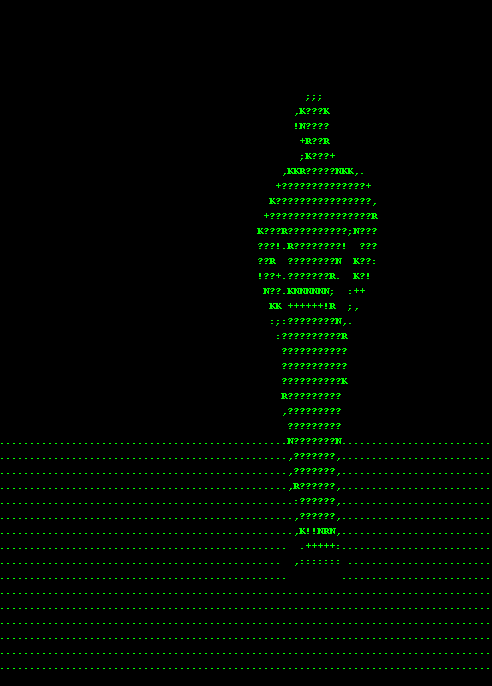 ;;;
,K???K
!N????
+R??R
;K???+
,KKR?????NKK,.
+??????????????+
K????????????????,
+?????????????????R
K???R??????????;N???
???!.R????????!  ???
??R  ????????N  K??:
!??+.???????R.  K?!
N??.KNNNNNN;  :++
KK ++++++!R  ;,
:;:????????N,.
:??????????R
???????????
???????????
??????????K
R?????????
,?????????
?????????
................................................N???????N.........................
................................................,???????,.........................
................................................,???????,.........................
................................................,R??????,.........................
................................................ :??????,.........................
................................................ ,??????,.........................
................................................ ,K!!NRN,.........................
................................................  .+++++:.........................
...............................................  ,:::::::.........................
................................................         .........................
..................................................................................
..................................................................................
..................................................................................
..................................................................................
..................................................................................
..................................................................................